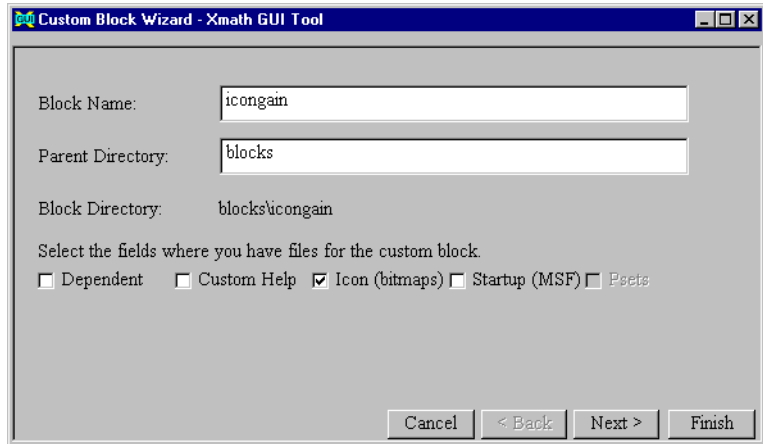 Custom Block Wizard - Xmath GUI Tool
Block Name: icongain
Parent Directory: blocks
Block Directory: blocks\icongain
Select the fields where you have files for the custom block.
Dependent Custom Help Icon (bitmaps) Startup (MSF) Psets
Cancel < Back Next > Finish